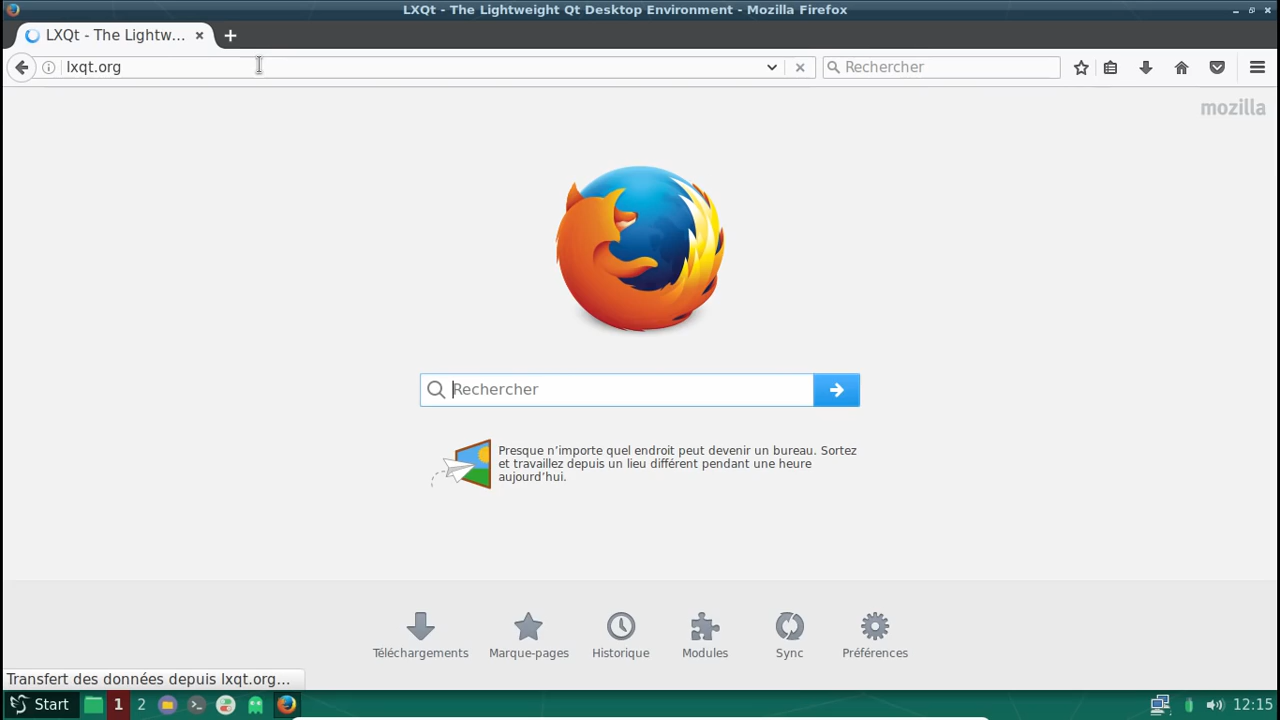 LXQt - The Lightweight Qt Desktop Environment - Mozilla Firefox
LXQt - The Lightw...
lxqt.org
Rechercher
mozilla
Rechercher
Presque n’importe quel endroit peut devenir un bureau. Sortez
et travaillez depuis un lieu différent pendant une heure
aujourd’hui.
Téléchargements Marque-pages Historique Modules Sync Préférences
Transfert des données depuis lxqt.org...
Start 1 2 12:15